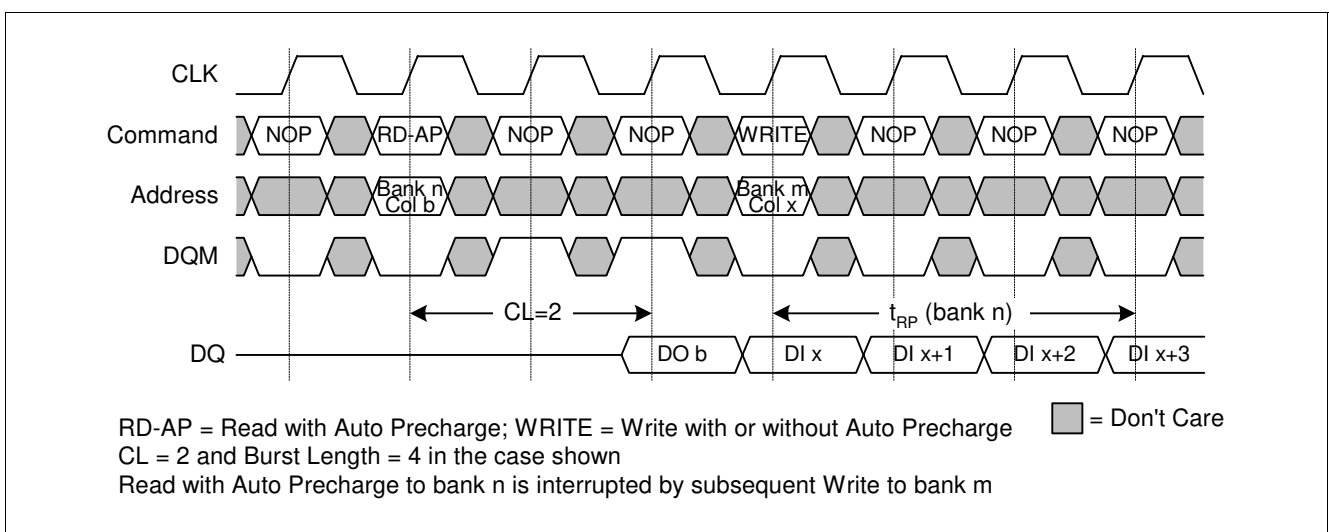 CLK
Command NOP RD-AP NOP NOP WRITE NOP NOP NOP
Address Bank n Col b Bank m Col x
DQM
CL=2 tRP (bank n)
DQ DO b DI x DI x+1 DI x+2 DI x+3
RD-AP = Read with Auto Precharge; WRITE = Write with or without Auto Precharge = Don't Care
CL = 2 and Burst Length = 4 in the case shown
Read with Auto Precharge to bank n is interrupted by subsequent Write to bank m